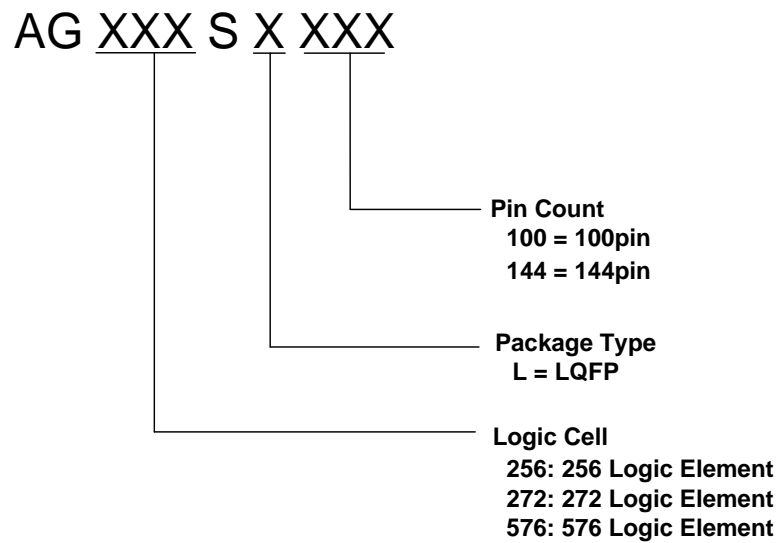 AG XXX S X XXX
Pin Count
100 = 100pin
144 = 144pin
Package Type
L = LQFP
Logic Cell
256: 256 Logic Element
272: 272 Logic Element
576: 576 Logic Element